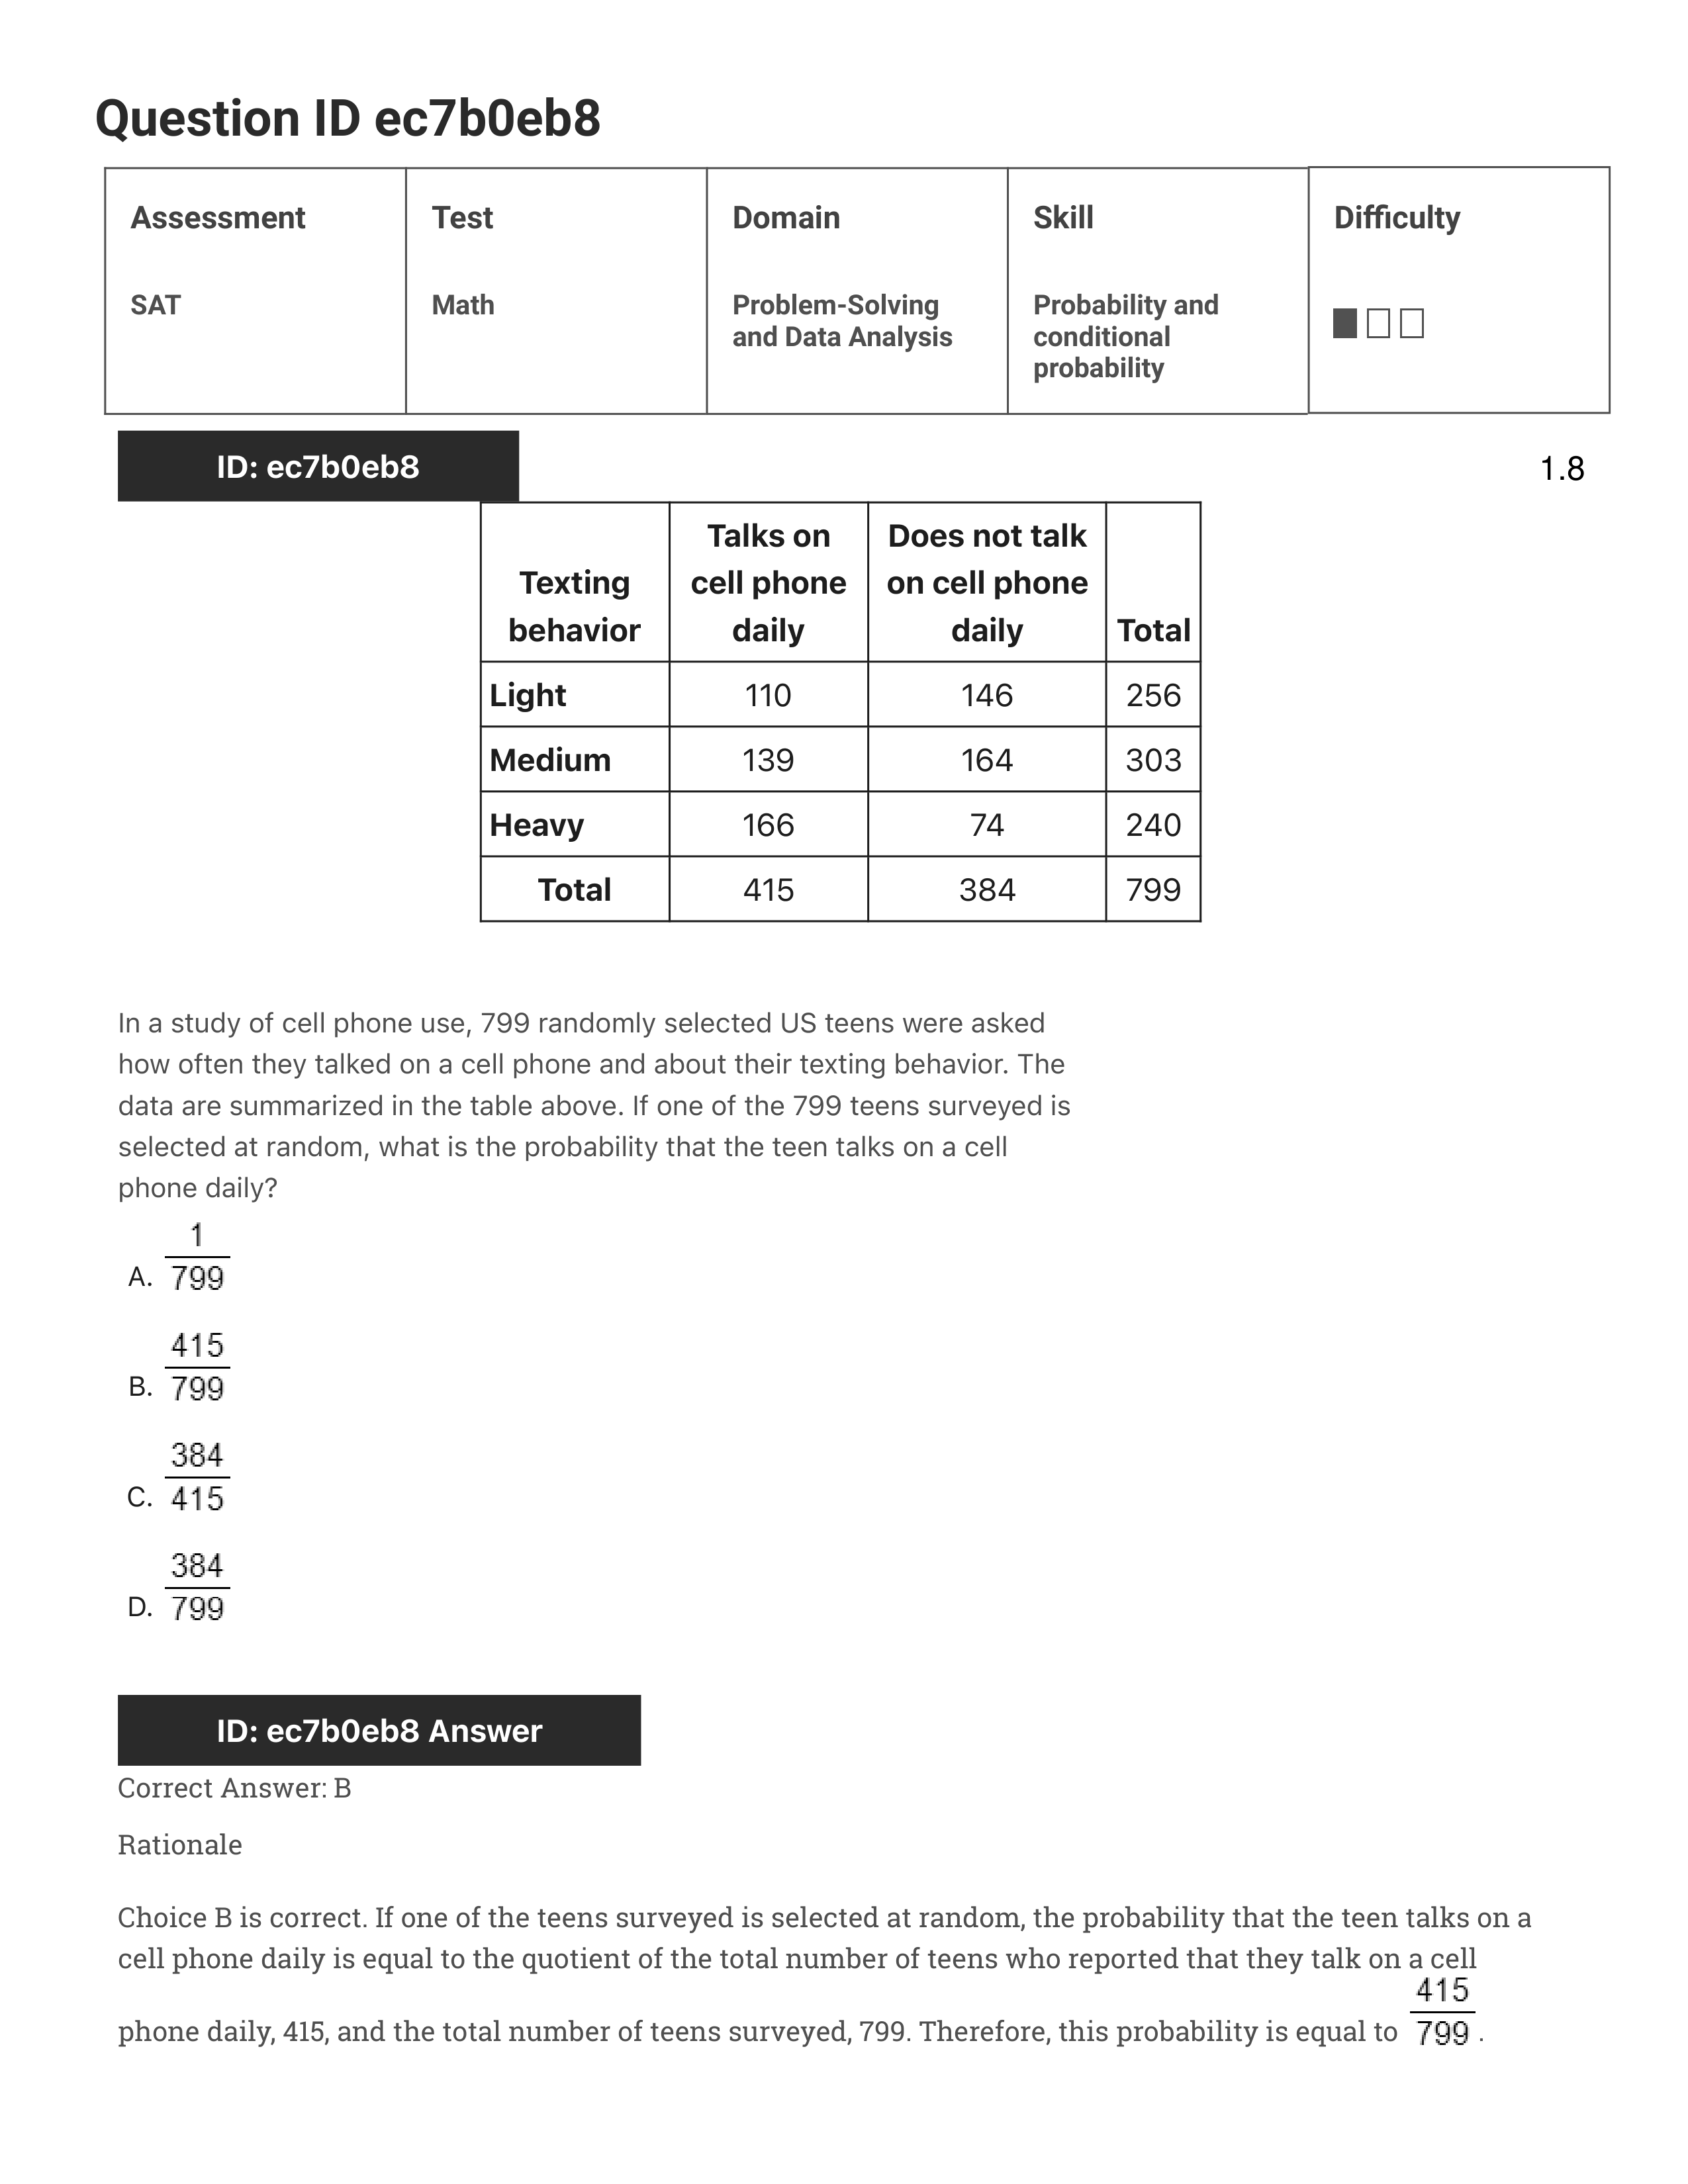 Question ID ec7b0eb8
Assessment Test Domain Skill Difficulty
SAT Math Problem-Solving and Data Analysis Probability and conditional probability
ID: ec7b0eb8
1.8
Texting behavior Talks on cell phone daily Does not talk on cell phone daily Total
Light 110 146 256
Medium 139 164 303
Heavy 166 74 240
Total 415 384 799
In a study of cell phone use, 799 randomly selected US teens were asked
how often they talked on a cell phone and about their texting behavior. The
data are summarized in the table above. If one of the 799 teens surveyed is
selected at random, what is the probability that the teen talks on a cell
phone daily?
A. 1/799
B. 415/799
C. 384/415
D. 384/799
ID: ec7b0eb8 Answer
Correct Answer: B
Rationale
Choice B is correct. If one of the teens surveyed is selected at random, the probability that the teen talks on a
cell phone daily is equal to the quotient of the total number of teens who reported that they talk on a cell
phone daily, 415, and the total number of teens surveyed, 799. Therefore, this probability is equal to 415/799 .